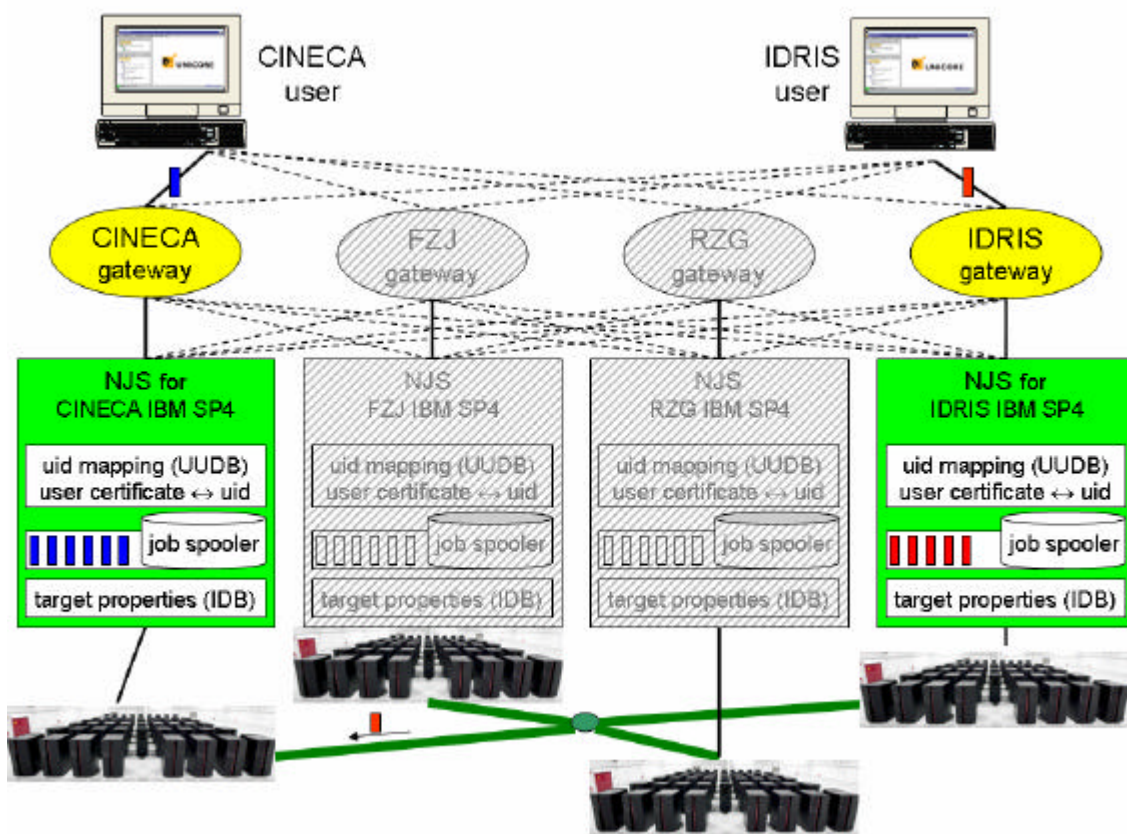 CINECA
user
IDRIS
user
UNICORE
UNICORE
CINECA
gateway
FZJ
gateway
RZG
gateway
IDRIS
gateway
NJS for
CINECA IBM SP4
uid mapping (UUDB)
user certificate ↔ uid
job spooler
target properties (IDB)
NJS
FZJ IBM SP4
uid mapping (UUDB)
user certificate ↔ uid
job spooler
target properties (IDB)
NJS
RZG IBM SP4
uid mapping (UUDB)
user certificate ↔ uid
job spooler
target properties (IDB)
NJS for
IDRIS IBM SP4
uid mapping (UUDB)
user certificate ↔ uid
job spooler
target properties (IDB)